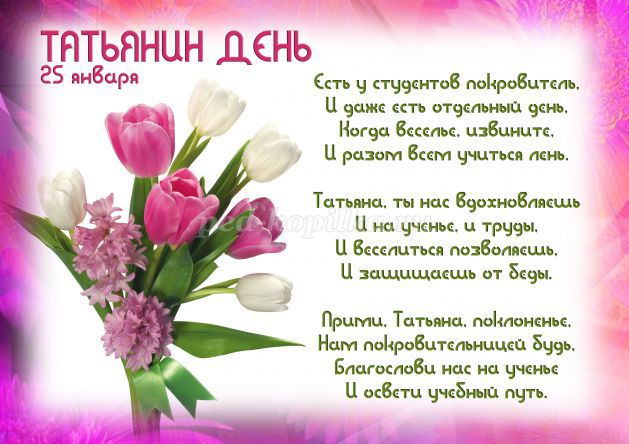 ТАТЬЯНИН ДЕНЬ
25 января
Есть у студентов покровитель,
И даже есть отдельный день,
Когда веселье, извините,
И разом всем учиться лень.
Татьяна, ты нас вдохновляешь
И на ученье, и труды,
И веселиться позволяешь,
И защищаешь от беды.
Прими, Татьяна, поклоненье,
Нам покровительницей будь,
Благослови нас на ученье
И освети учебный путь.